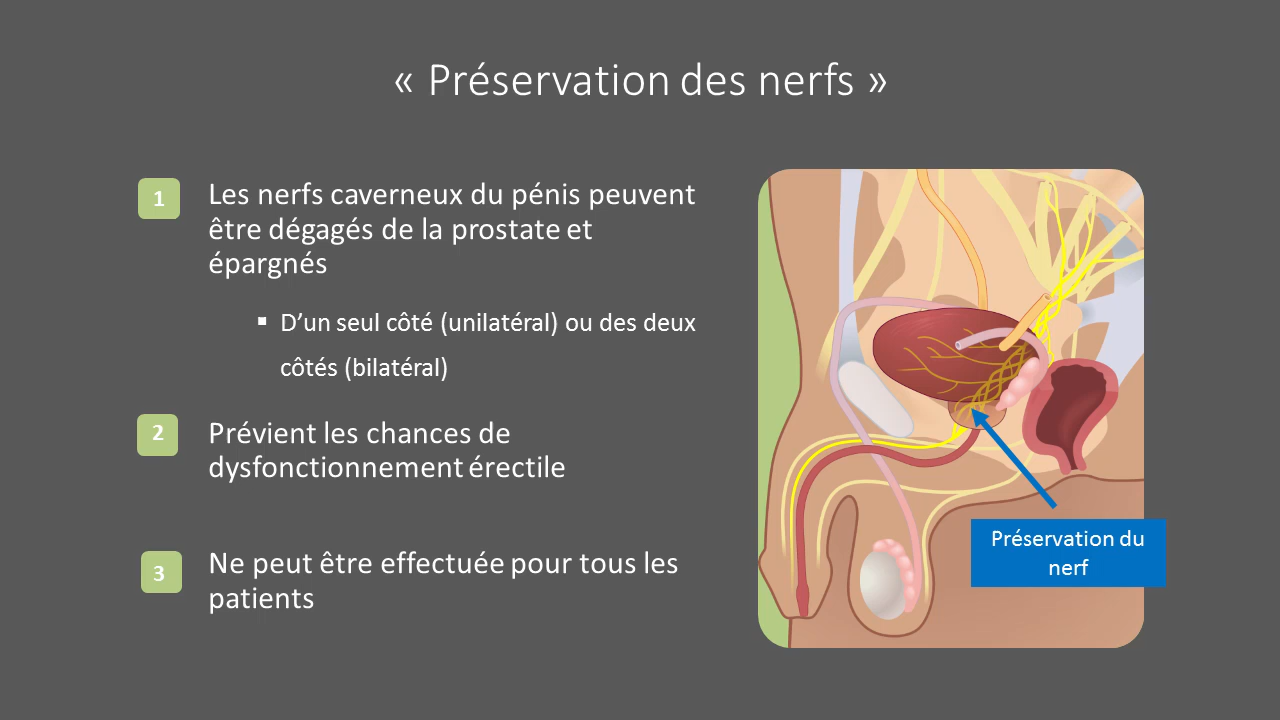 « Préservation des nerfs »
1
Les nerfs caverneux du pénis peuvent
être dégagés de la prostate et
épargnés
▪ D’un seul côté (unilatéral) ou des deux
côtés (bilatéral)
2
Prévient les chances de
dysfonctionnement érectile
3
Ne peut être effectuée pour tous les
patients
Préservation du
nerf